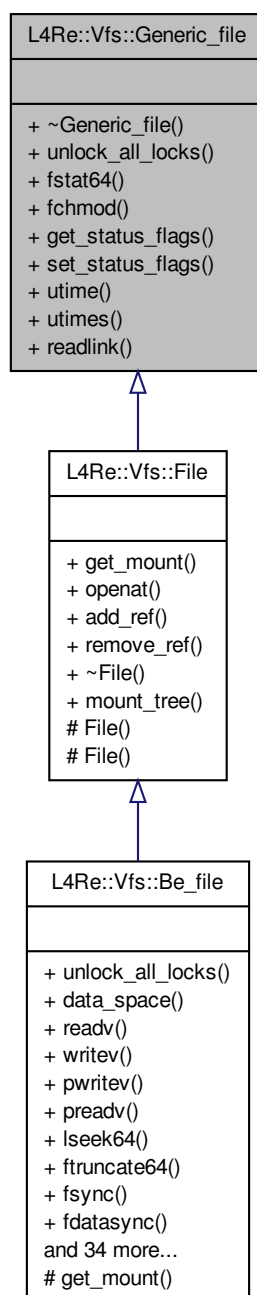 L4Re::Vfs::Generic_file
+ ~Generic_file()
+ unlock_all_locks()
+ fstat64()
+ fchmod()
+ get_status_flags()
+ set_status_flags()
+ utime()
+ utimes()
+ readlink()
L4Re::Vfs::File
+ get_mount()
+ openat()
+ add_ref()
+ remove_ref()
+ ~File()
+ mount_tree()
# File()
# File()
L4Re::Vfs::Be_file
+ unlock_all_locks()
+ data_space()
+ readv()
+ writev()
+ pwritev()
+ preadv()
+ lseek64()
+ ftruncate64()
+ fsync()
+ fdatasync()
and 34 more...
# get_mount()